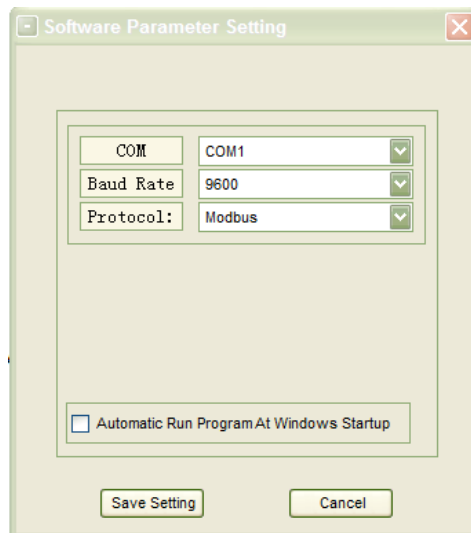 Software Parameter Setting
COM COM1
Baud Rate 9600
Protocol: Modbus
Automatic Run Program At Windows Startup
Save Setting Cancel